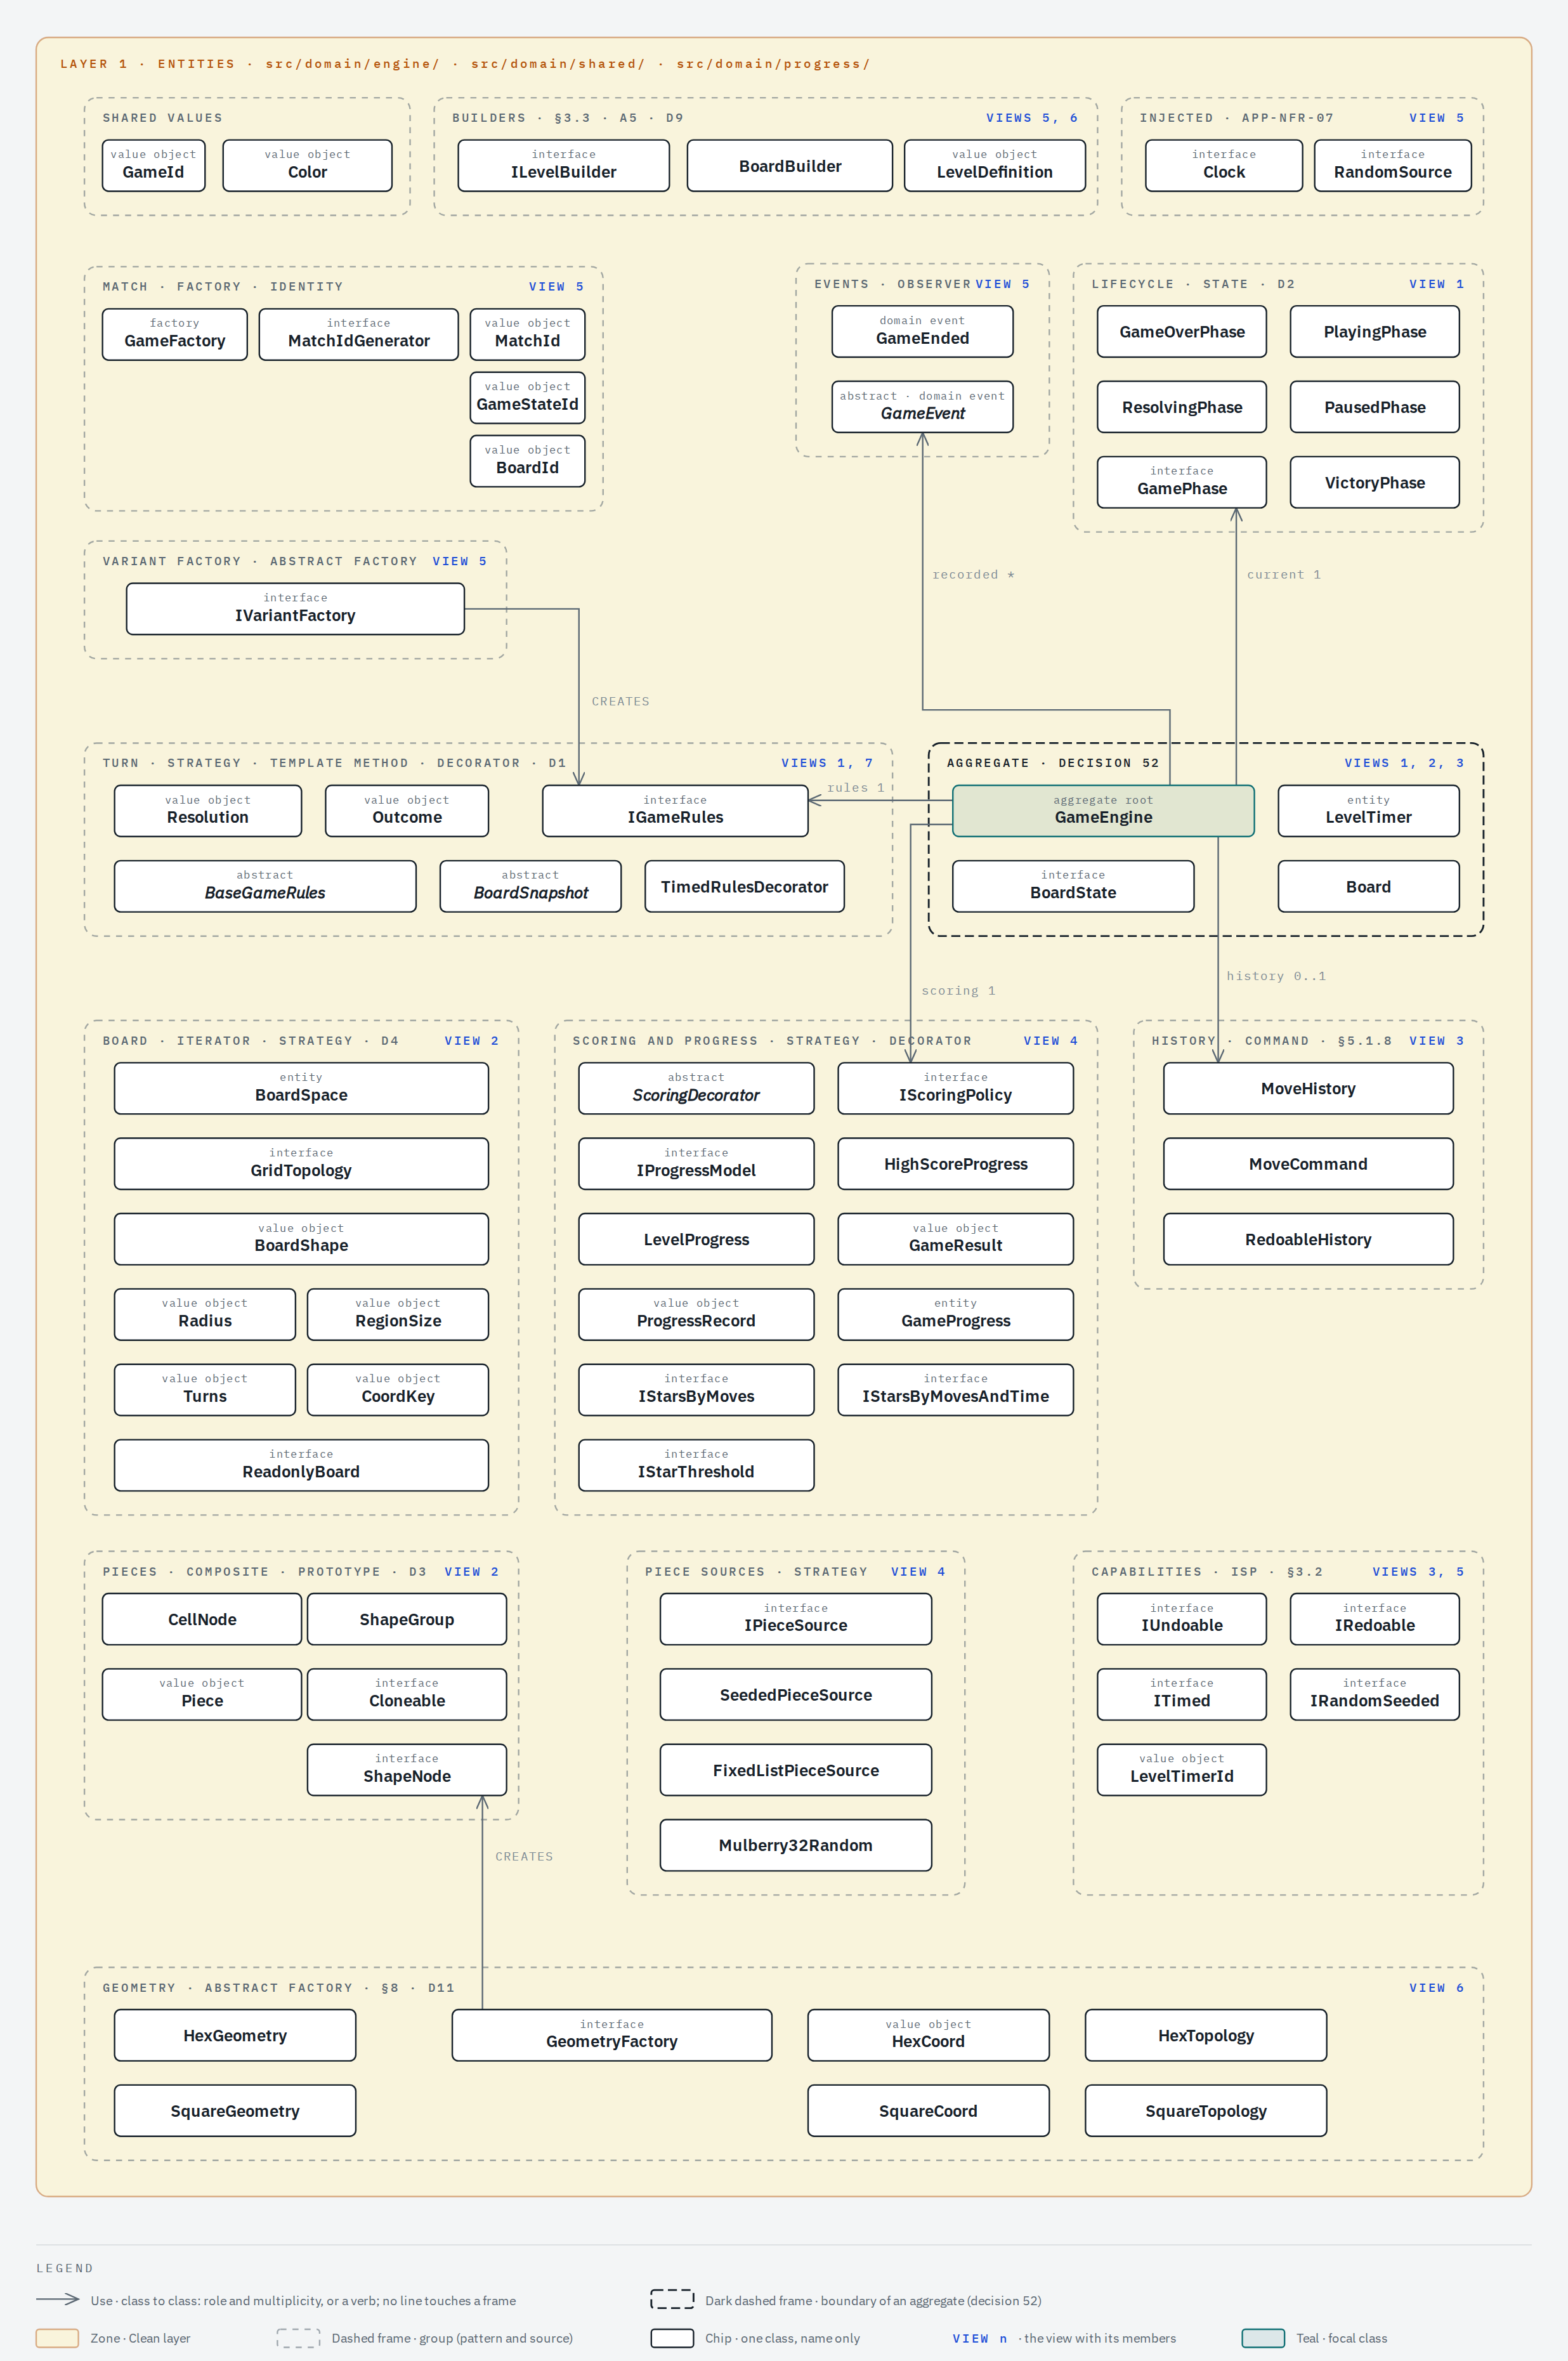 LAYER 1 · ENTITIES · src/domain/engine/ · src/domain/shared/ · src/domain/progress/
SHARED VALUES
value object
GameId
value object
Color
BUILDERS · §3.3 · A5 · D9
VIEWS 5, 6
interface
ILevelBuilder
BoardBuilder
value object
LevelDefinition
INJECTED · APP-NFR-07
VIEW 5
interface
Clock
interface
RandomSource
MATCH · FACTORY · IDENTITY
VIEW 5
factory
GameFactory
interface
MatchIdGenerator
value object
MatchId
value object
GameStateId
value object
BoardId
EVENTS · OBSERVER
VIEW 5
domain event
GameEnded
abstract · domain event
GameEvent
LIFECYCLE · STATE · D2
VIEW 1
GameOverPhase
PlayingPhase
ResolvingPhase
PausedPhase
interface
GamePhase
VictoryPhase
VARIANT FACTORY · ABSTRACT FACTORY
VIEW 5
interface
IVariantFactory
recorded *
current 1
CREATES
TURN · STRATEGY · TEMPLATE METHOD · DECORATOR · D1
VIEWS 1, 7
value object
Resolution
value object
Outcome
interface
IGameRules
abstract
BaseGameRules
abstract
BoardSnapshot
TimedRulesDecorator
rules 1
AGGREGATE · DECISION 52
VIEWS 1, 2, 3
aggregate root
GameEngine
entity
LevelTimer
interface
BoardState
Board
scoring 1
history 0..1
BOARD · ITERATOR · STRATEGY · D4
VIEW 2
entity
BoardSpace
interface
GridTopology
value object
BoardShape
value object
Radius
value object
RegionSize
value object
Turns
value object
CoordKey
interface
ReadonlyBoard
SCORING AND PROGRESS · STRATEGY · DECORATOR
VIEW 4
abstract
ScoringDecorator
interface
IScoringPolicy
interface
IProgressModel
HighScoreProgress
LevelProgress
value object
GameResult
value object
ProgressRecord
entity
GameProgress
interface
IStarsByMoves
interface
IStarsByMovesAndTime
interface
IStarThreshold
HISTORY · COMMAND · §5.1.8
VIEW 3
MoveHistory
MoveCommand
RedoableHistory
PIECES · COMPOSITE · PROTOTYPE · D3
VIEW 2
CellNode
ShapeGroup
value object
Piece
interface
Cloneable
interface
ShapeNode
PIECE SOURCES · STRATEGY
VIEW 4
interface
IPieceSource
SeededPieceSource
FixedListPieceSource
Mulberry32Random
CAPABILITIES · ISP · §3.2
VIEWS 3, 5
interface
IUndoable
interface
IRedoable
interface
ITimed
interface
IRandomSeeded
value object
LevelTimerId
CREATES
GEOMETRY · ABSTRACT FACTORY · §8 · D11
VIEW 6
HexGeometry
interface
GeometryFactory
value object
HexCoord
HexTopology
SquareGeometry
SquareCoord
SquareTopology
LEGEND
Use · class to class: role and multiplicity, or a verb; no line touches a frame
Dark dashed frame · boundary of an aggregate (decision 52)
Zone · Clean layer
Dashed frame · group (pattern and source)
Chip · one class, name only
VIEW n · the view with its members
Teal · focal class